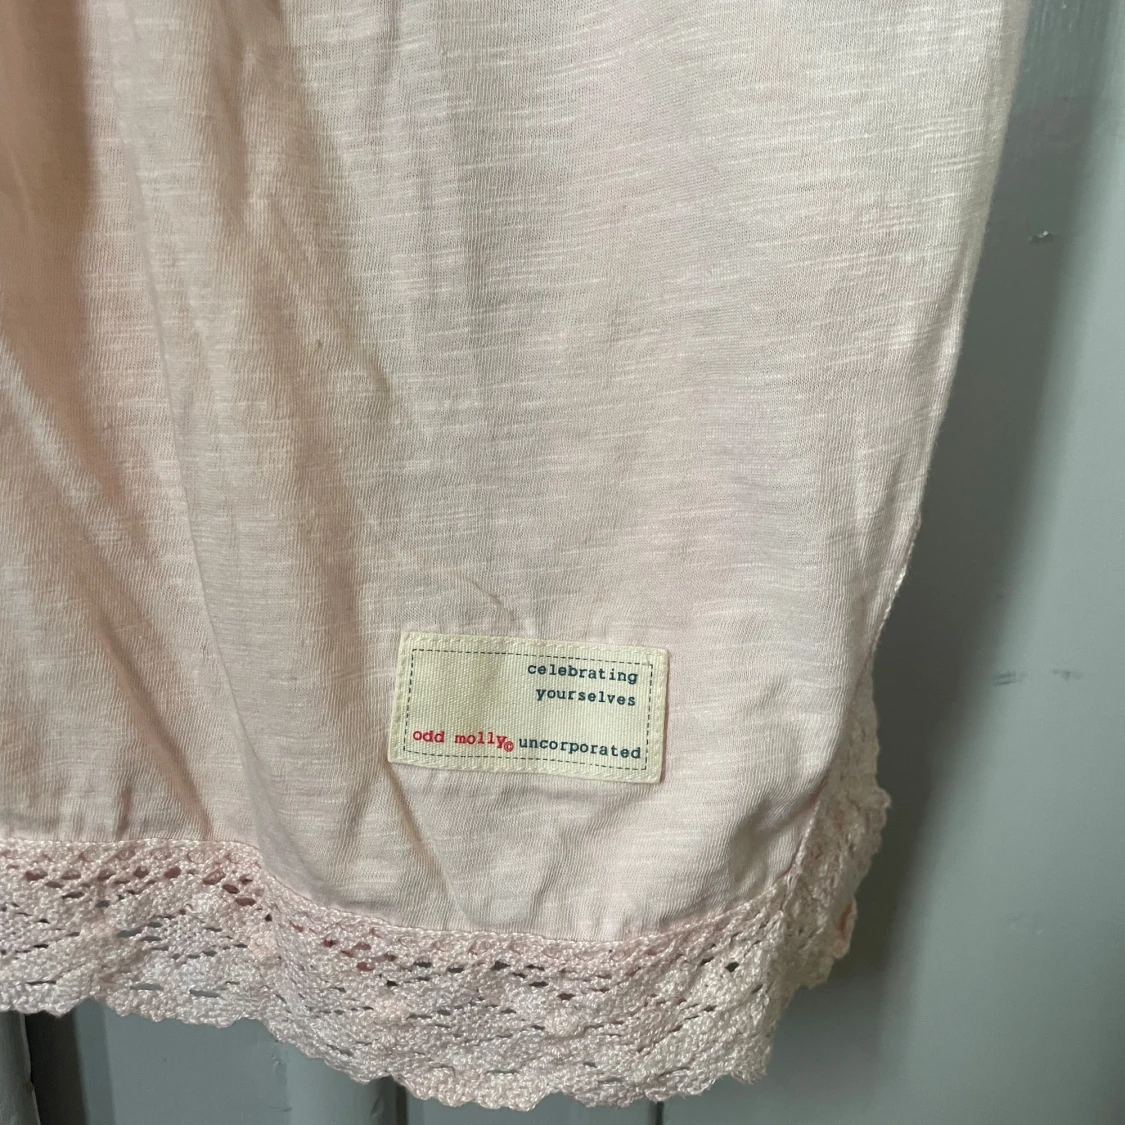 celebrating
yourselves
odd molly© uncorporated